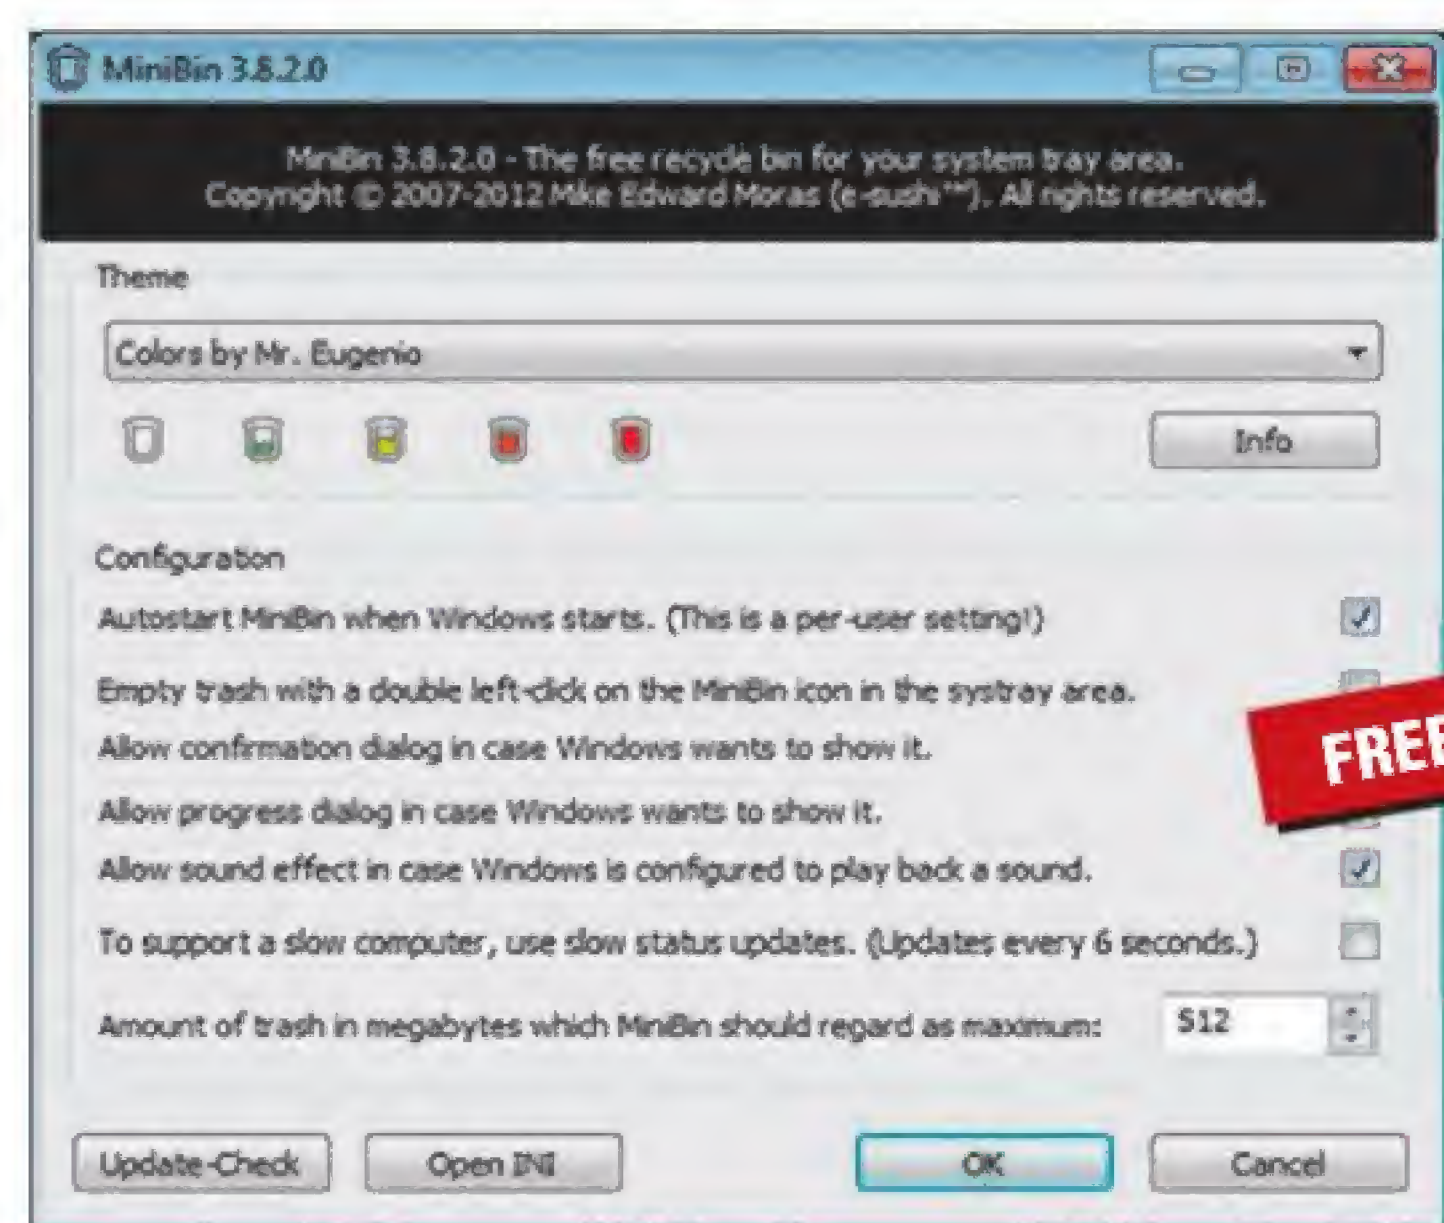 MiniBin 3.8.2.0
MiniBin 3.8.2.0 - The free recycle bin for your system tray area.
Copyright © 2007-2012 Mike Edward Moras (e-sushi™). All rights reserved.
Theme
Colors by Mr. Eugenio
Info
Configuration
Autostart MiniBin when Windows starts. (This is a per-user setting!)
Empty trash with a double left-click on the MiniBin icon in the systray area.
Allow confirmation dialog in case Windows wants to show it.
FREE
Allow progress dialog in case Windows wants to show it.
Allow sound effect in case Windows is configured to play back a sound.
To support a slow computer, use slow status updates. (Updates every 6 seconds.)
Amount of trash in megabytes which MiniBin should regard as maximum: 512
Update-Check Open INI OK Cancel